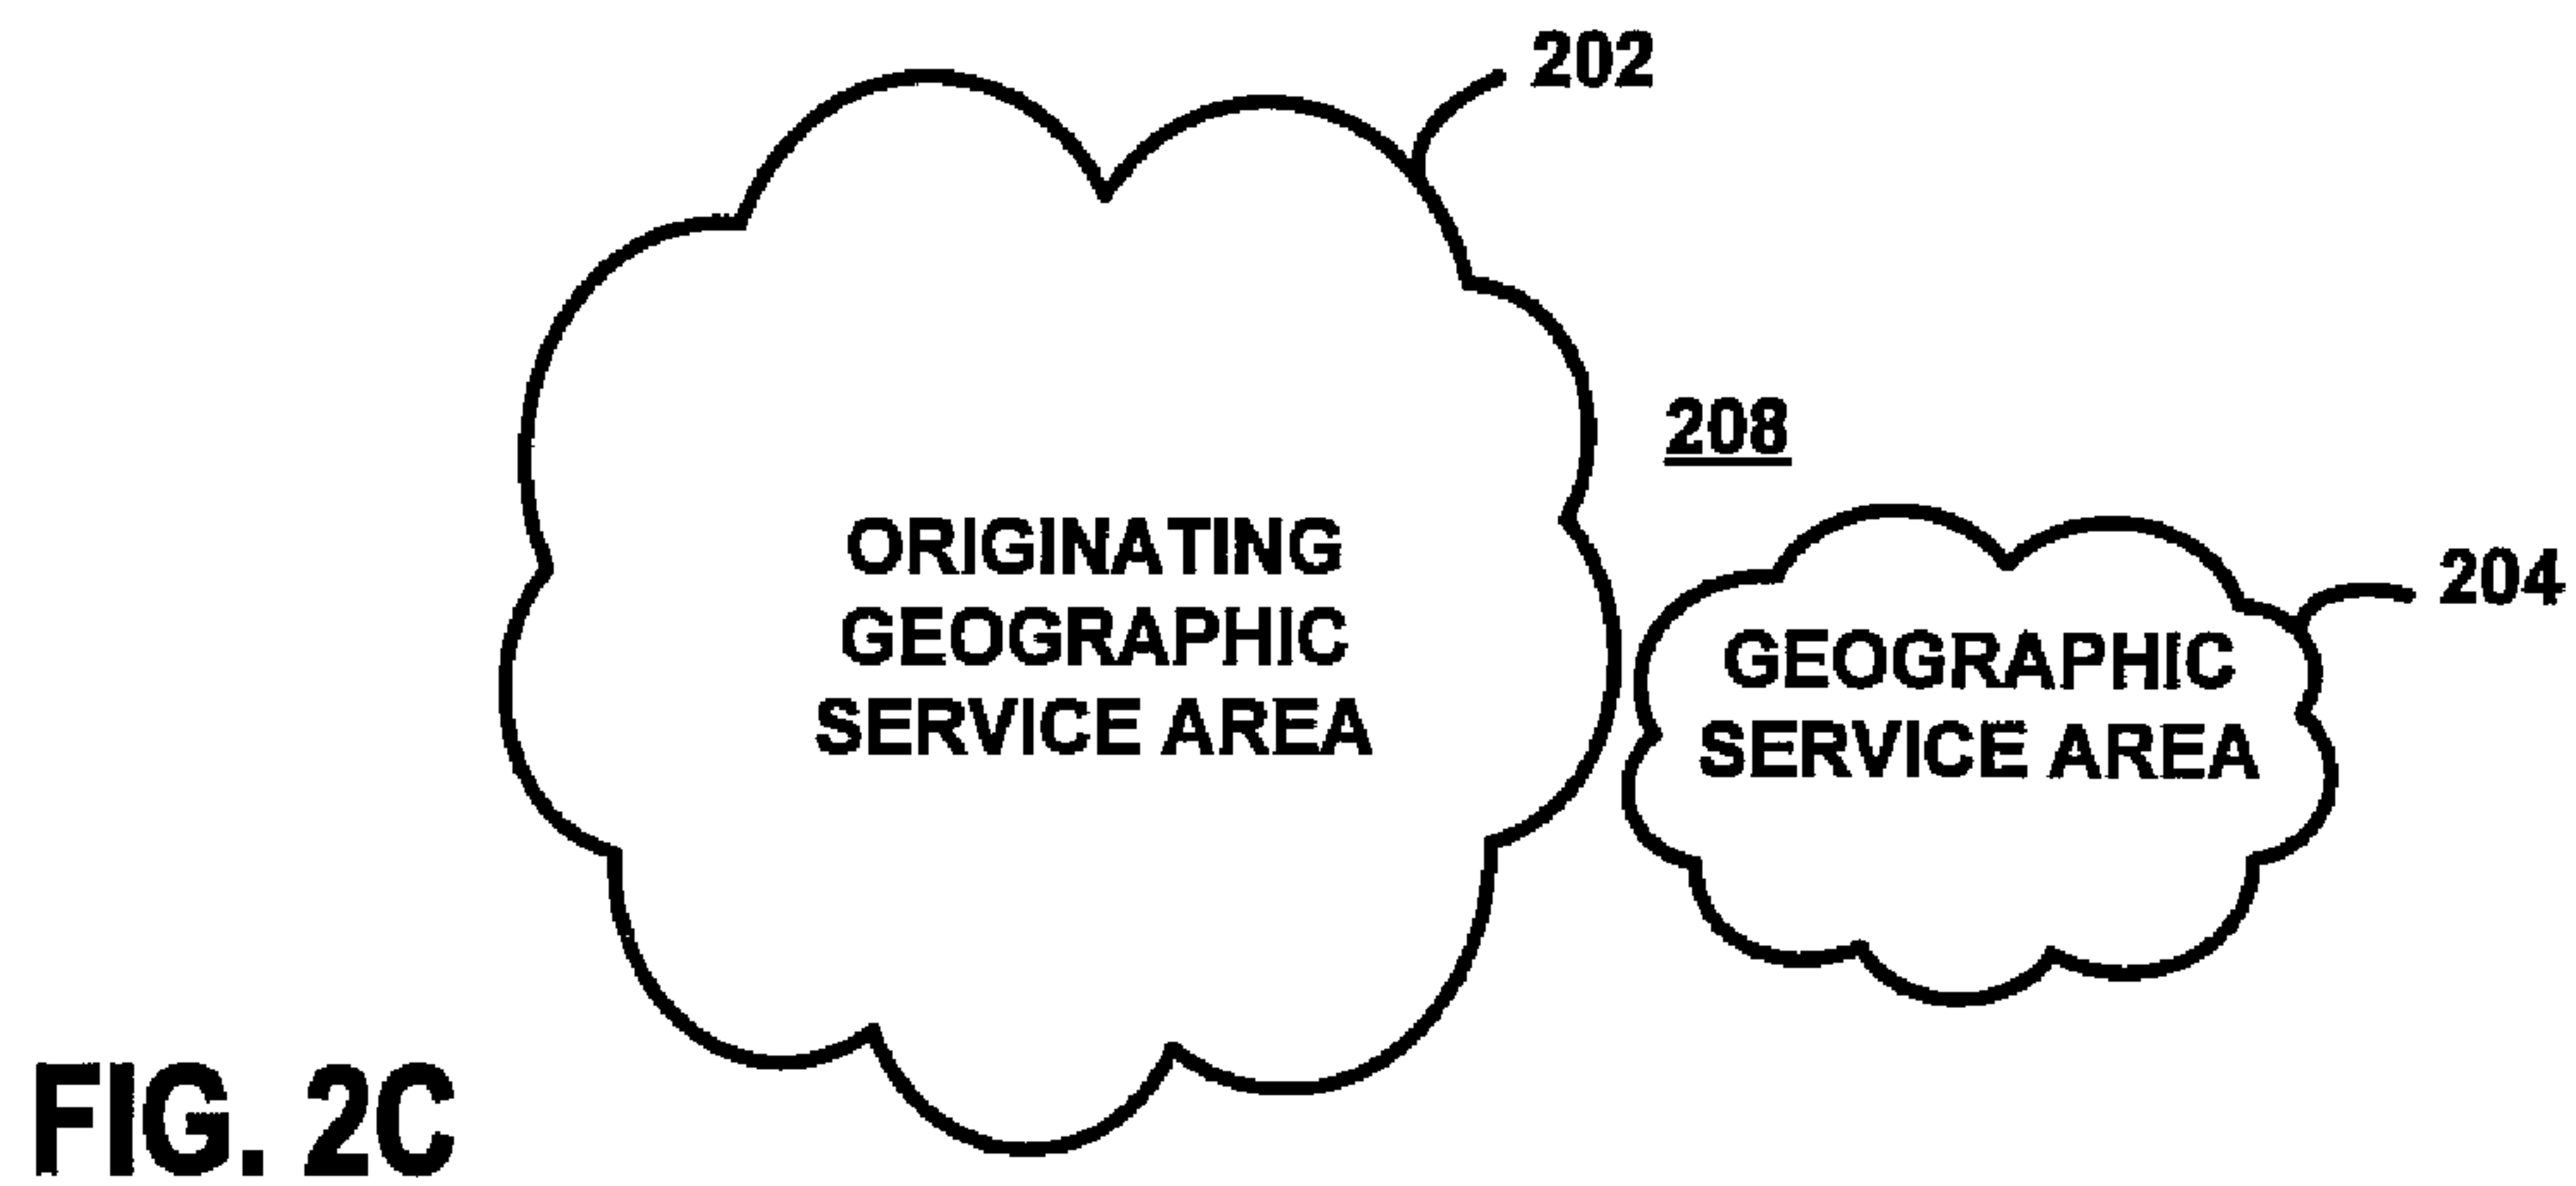 202
208
ORIGINATING
GEOGRAPHIC
SERVICE AREA
204
GEOGRAPHIC
SERVICE AREA
FIG. 2C